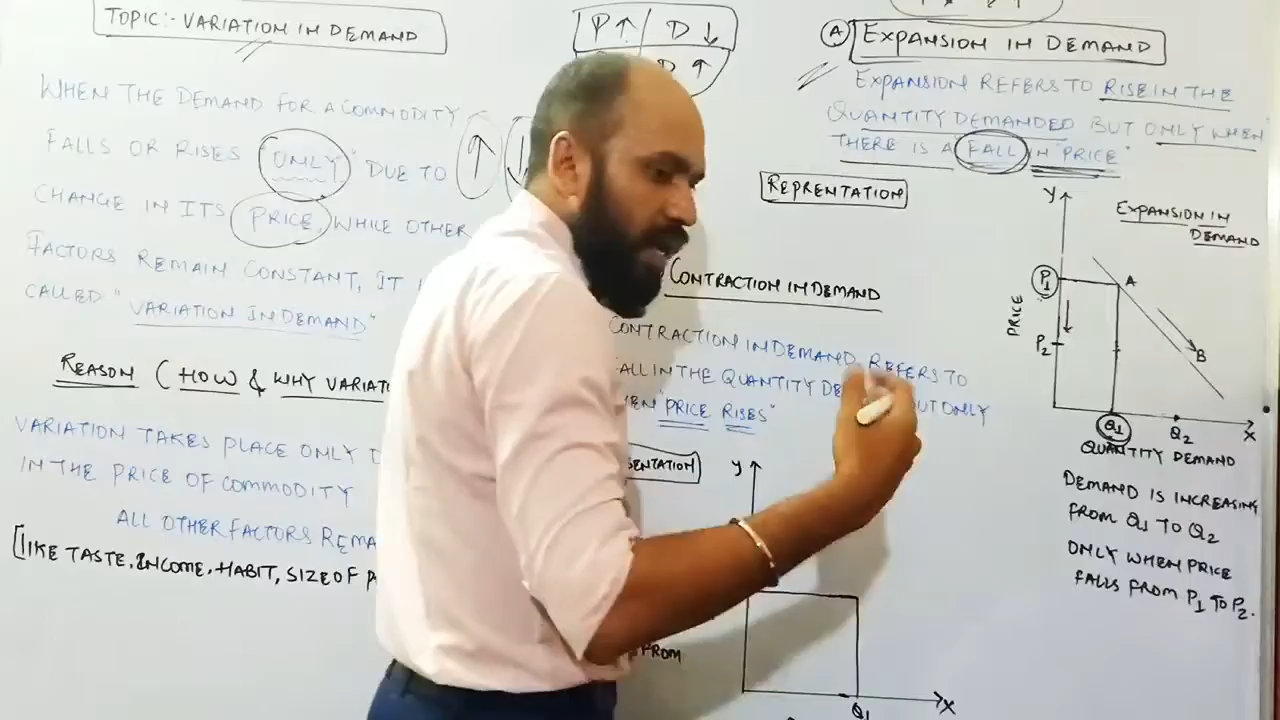 TOPIC:- VARIATION IN DEMAND
WHEN THE DEMAND FOR A COMMODITY
FALLS OR RISES "ONLY" DUE TO ↑ ↓
CHANGE IN ITS PRICE, WHILE OTHER
FACTORS REMAIN CONSTANT, IT
CALLED "VARIATION IN DEMAND"
REASON (HOW & WHY
VARIATION TAKES PLACE ONLY
IN THE PRICE OF COMMODITY
ALL OTHER FACTORS
[LIKE TASTE, INCOME, HABIT, SIZE OF
P↑ D↓
D ↑
CONTRACTION IN DEMAND
CONTRACTION IN DEMAND REFERS TO
IN THE QUANTITY BUT ONLY
"PRICE RISES"
Y
FROM
Q1
X
(A) EXPANSION IN DEMAND
EXPANSION REFERS TO RISE IN THE
QUANTITY DEMANDED BUT ONLY WHEN
THERE IS A FALL IN "PRICE"
REPRENTATION
Y
EXPANSION IN
DEMAND
P1
A
PRICE
P2
B
Q1
Q2
X
QUANTITY DEMAND
DEMAND IS INCREASING
FROM Q1 TO Q2
ONLY WHEN PRICE
FALLS FROM P1 TO P2.